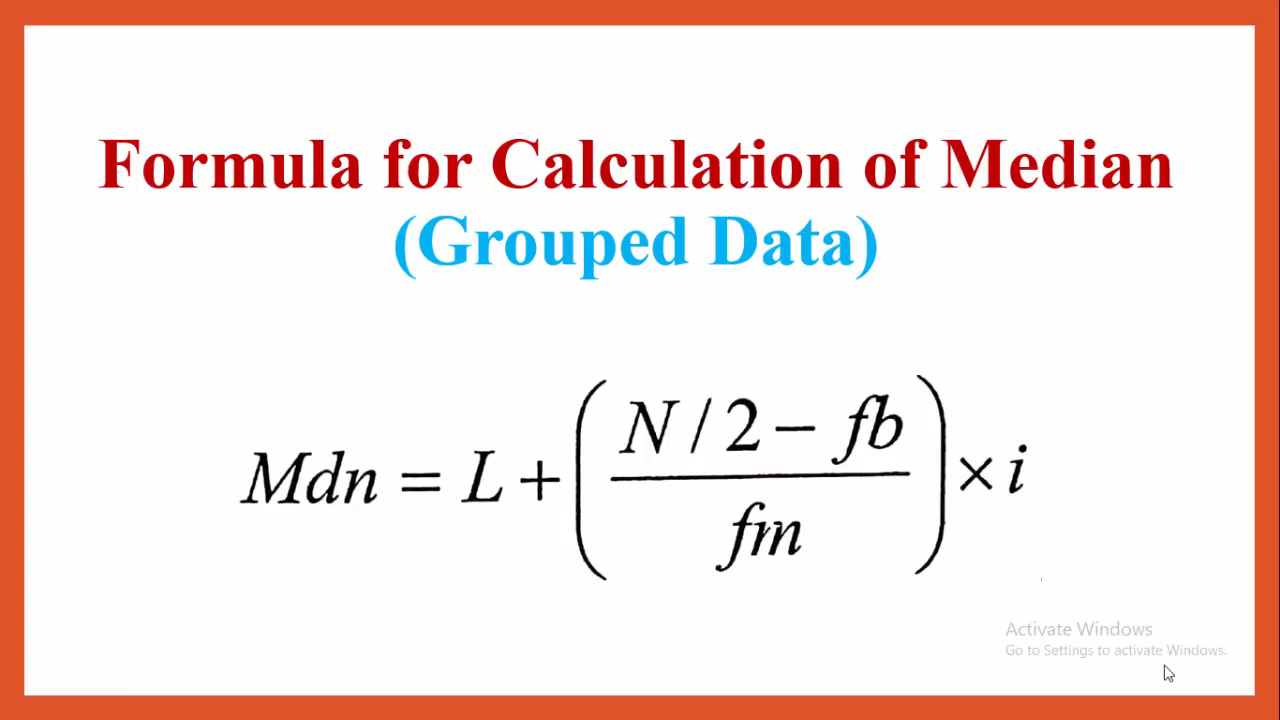 Formula for Calculation of Median
(Grouped Data)
Mdn = L + ( N / 2 − fb / fm ) × i
Activate Windows
Go to Settings to activate Windows.